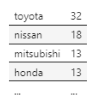 toyota 32
nissan 18
mitsubishi 13
honda 13
... ...